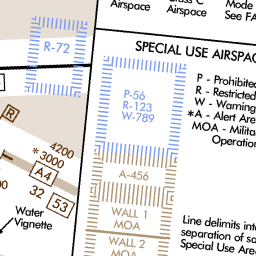 Airspace
Class C
Airspace
Mode
See FA
R-72
SPECIAL USE AIRSPAC
P-56
R-123
W-789
P - Prohibite
R - Restricted
W - Warning
*A - Alert Area
MOA - Milita
Operation
R
4200
*3000
A4
32
53
A-456
WALL 1
MOA
WALL 2
MOA
Water
Vignette
Line delimits int
separation of sa
Special Use Are